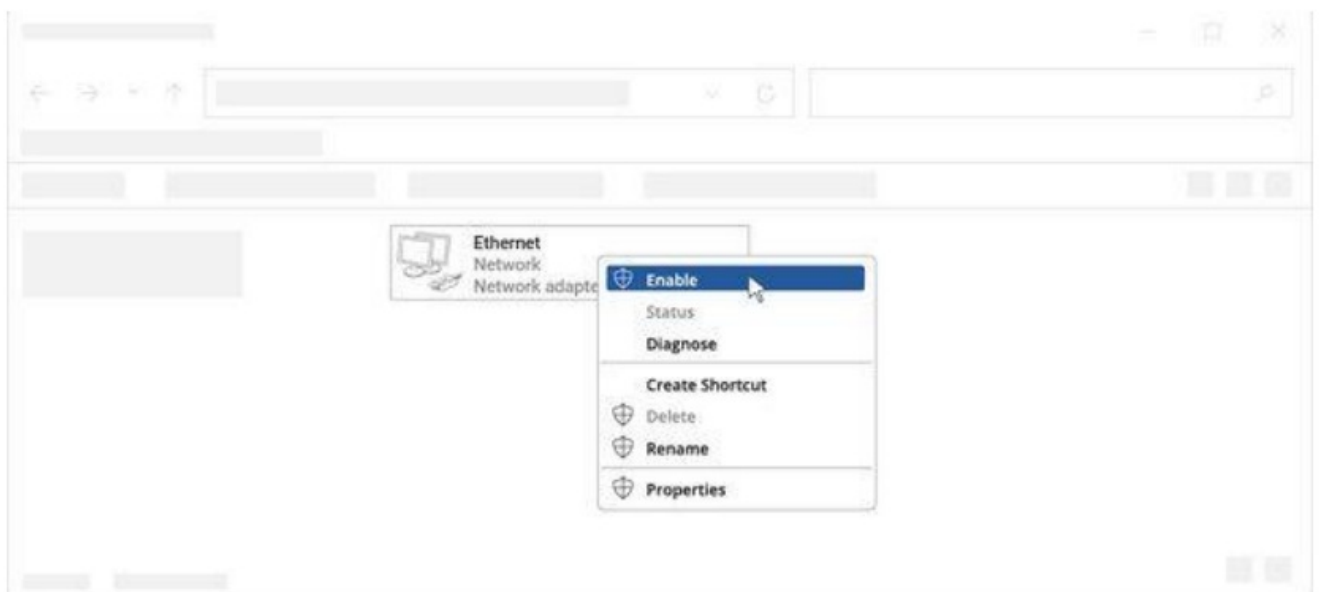 Ethernet
Network
Network adapte
Enable
Status
Diagnose
Create Shortcut
Delete
Rename
Properties